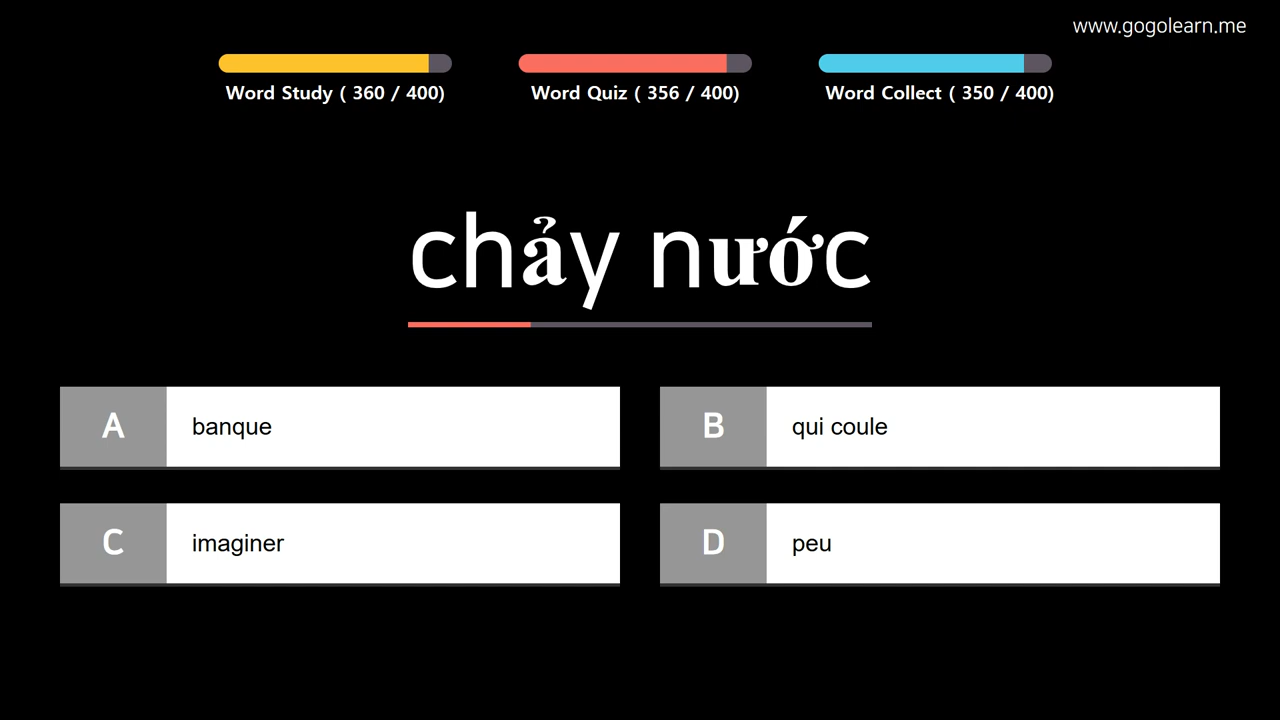 www.gogolearn.me
Word Study ( 360 / 400)
Word Quiz ( 356 / 400)
Word Collect ( 350 / 400)
chảy nước
A banque
B qui coule
C imaginer
D peu